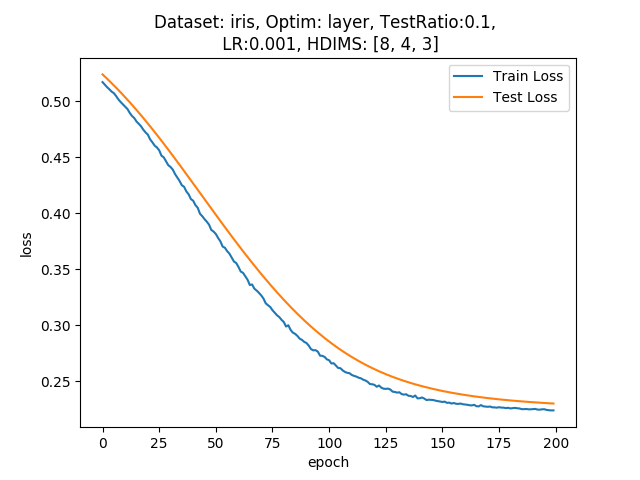 Dataset: iris, Optim: layer, TestRatio:0.1,
LR:0.001, HDIMS: [8, 4, 3]
Train Loss
Test Loss
0.50
0.45
0.40
0.35
0.30
0.25
loss
0 25 50 75 100 125 150 175 200
epoch